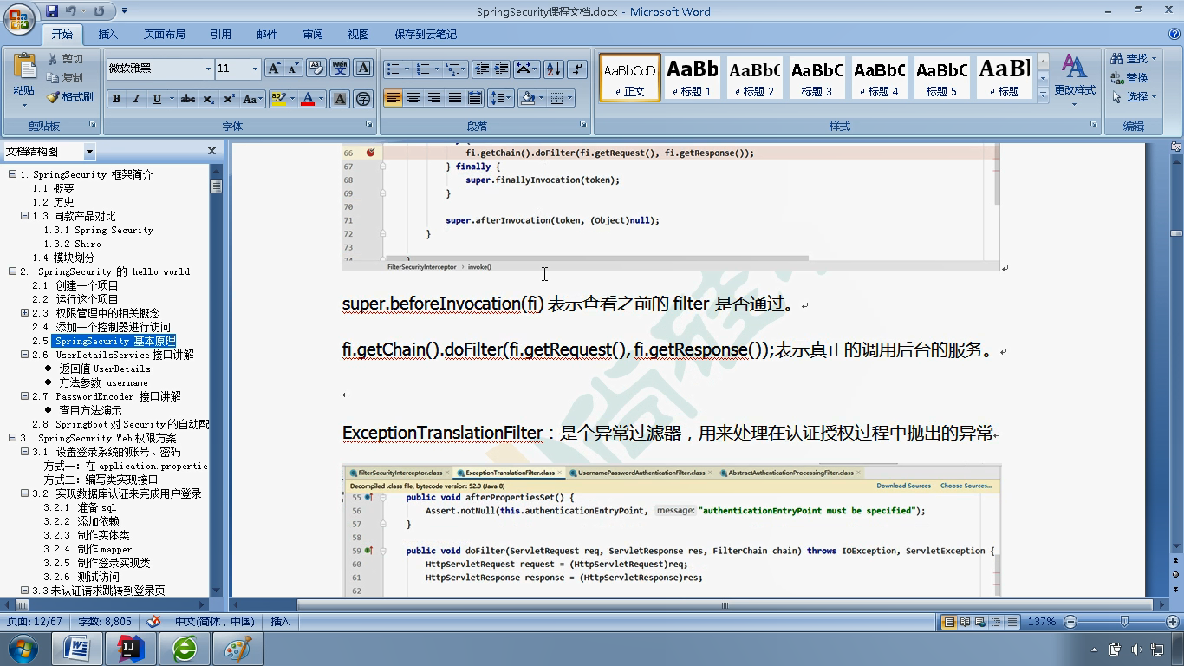 SpringSecurity课程文档.docx - Microsoft Word
开始 插入 页面布局 引用 邮件 审阅 视图 保存到云笔记
粘贴 剪切 复制 格式刷 剪贴板
微软雅黑 11 字体
段落
AaBbCcD 正文 AaBb 标题 1 AaBbC 标题 2 AaBbC 标题 3 AaBbC 标题 4 AaBbC 标题 5 AaBl 标题 更改样式 样式
查找 替换 选择 编辑
文档结构图
1. SpringSecurity 框架简介
1.1 概要
1.2 历史
1.3 同款产品对比
1.3.1 Spring Security
1.3.2 Shiro
1.4 模块划分
2. SpringSecurity 的 hello world
2.1 创建一个项目
2.2 运行这个项目
2.3 权限管理中的相关概念
2.4 添加一个控制器进行访问
2.5 SpringSecurity 基本原理
2.6 UserDetailsService 接口讲解
返回值 UserDetails
方法参数 username
2.7 PasswordEncoder 接口讲解
查用方法演示
2.8 SpringBoot 对 Security 的自动配
3. SpringSecurity Web 权限方案
3.1 设置登录系统的账号、密码
方式一：在 application.propertie
方式二：编写类实现接口
3.2 实现数据库认证来完成用户登录
3.2.1 准备 sql
3.2.2 添加依赖
3.2.3 制作实体类
3.2.4 制作 mapper
3.2.5 制作登录实现类
3.2.6 测试访问
3.3 未认证请求跳转到登录页
66 fi.getChain().doFilter(fi.getRequest(), fi.getResponse());
67 } finally {
68 super.finallyInvocation(token);
69 }
70
71 super.afterInvocation(token, (Object)null);
72 }
73
FilterSecurityInterceptor › invoke()
super.beforeInvocation(fi) 表示查看之前的 filter 是否通过。
fi.getChain().doFilter(fi.getRequest(), fi.getResponse());表示真正的调用后台的服务。
ExceptionTranslationFilter：是个异常过滤器，用来处理在认证授权过程中抛出的异常
FilterSecurityInterceptor.class ExceptionTranslationFilter.class UsernamePasswordAuthenticationFilter.class AbstractAuthenticationProcessingFilter.class
Decompiled .class file, bytecode version: 52.0 (Java 8) Download Sources Choose Sources...
55 public void afterPropertiesSet() {
56 Assert.notNull(this.authenticationEntryPoint, message: "authenticationEntryPoint must be specified");
57 }
58
59 public void doFilter(ServletRequest req, ServletResponse res, FilterChain chain) throws IOException, ServletException {
60 HttpServletRequest request = (HttpServletRequest)req;
61 HttpServletResponse response = (HttpServletResponse)res;
62
页面: 12/67 字数: 8,805 中文(简体，中国) 插入 137%